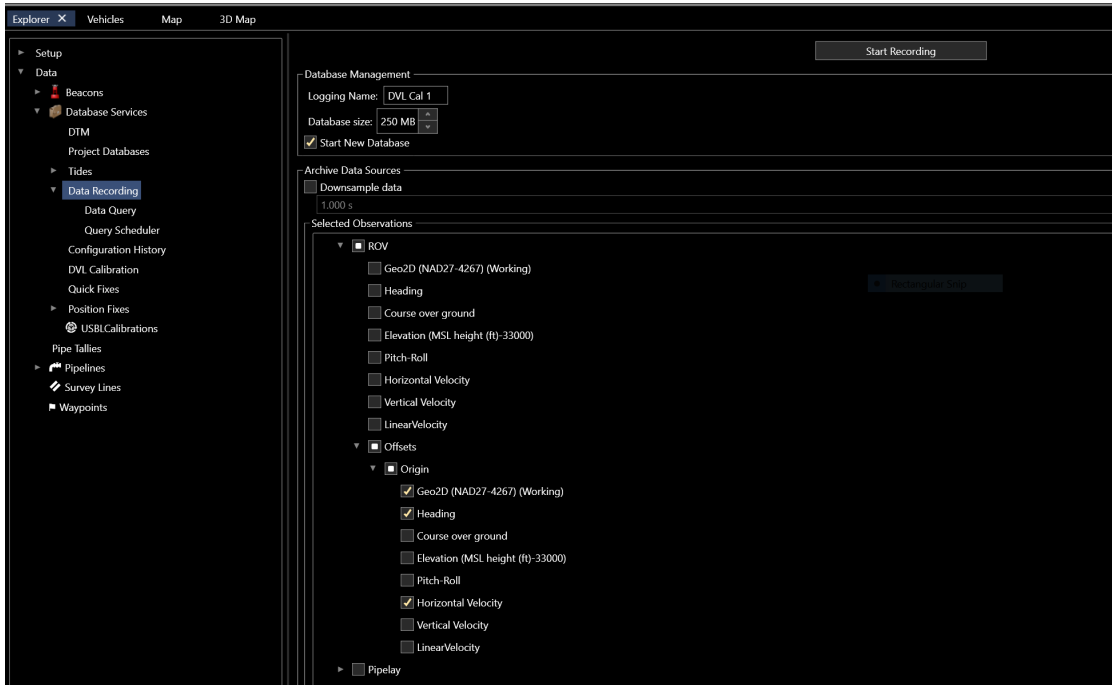 Explorer Vehicles Map 3D Map
Setup
Data
Beacons
Database Services
DTM
Project Databases
Tides
Data Recording
Data Query
Query Scheduler
Configuration History
DVL Calibration
Quick Fixes
Position Fixes
USBLCalibrations
Pipe Tallies
Pipelines
Survey Lines
Waypoints
Start Recording
Database Management
Logging Name: DVL Cal 1
Database size: 250 MB
Start New Database
Archive Data Sources
Downsample data
1.000 s
Selected Observations
ROV
Geo2D (NAD27-4267) (Working)
Heading
Course over ground
Elevation (MSL height (ft)-33000)
Pitch-Roll
Horizontal Velocity
Vertical Velocity
LinearVelocity
Offsets
Origin
Geo2D (NAD27-4267) (Working)
Heading
Course over ground
Elevation (MSL height (ft)-33000)
Pitch-Roll
Horizontal Velocity
Vertical Velocity
LinearVelocity
Pipelay
Rectangular Snip